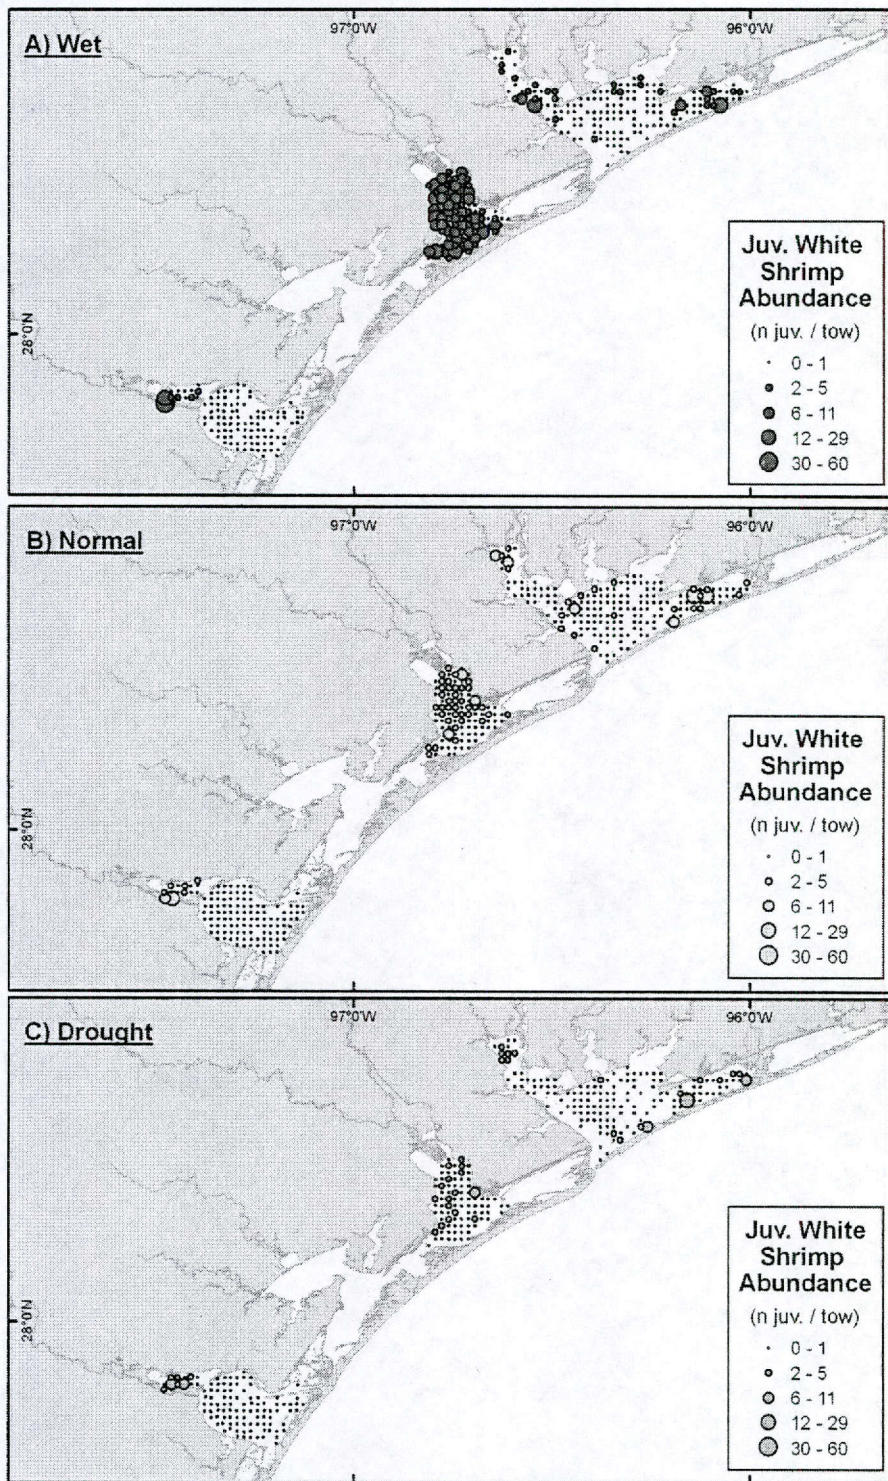 A) Wet
97°0'W
96°0'W
28°0'N
Juv. White
Shrimp
Abundance
(n juv. / tow)
0 - 1
2 - 5
6 - 11
12 - 29
30 - 60
B) Normal
97°0'W
96°0'W
28°0'N
Juv. White
Shrimp
Abundance
(n juv. / tow)
0 - 1
2 - 5
6 - 11
12 - 29
30 - 60
C) Drought
97°0'W
96°0'W
28°0'N
Juv. White
Shrimp
Abundance
(n juv. / tow)
0 - 1
2 - 5
6 - 11
12 - 29
30 - 60